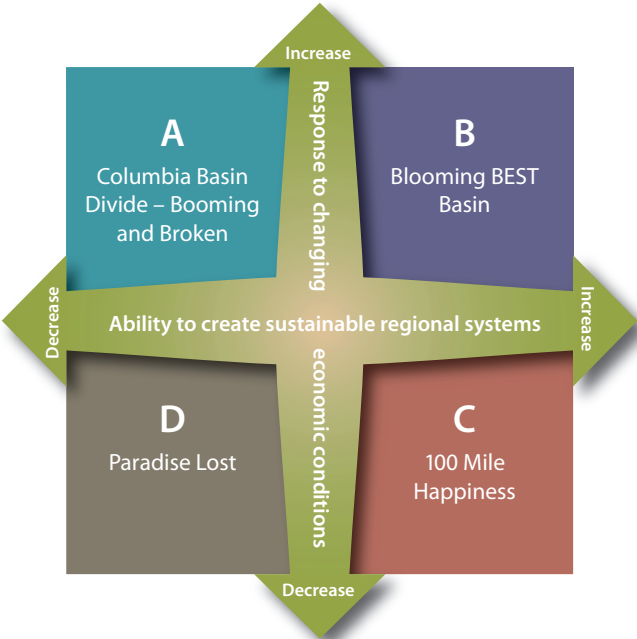 Increase
Response to changing
economic conditions
A
Columbia Basin
Divide – Booming
and Broken
B
Blooming BEST
Basin
Decrease
Ability to create sustainable regional systems
Increase
D
Paradise Lost
C
100 Mile
Happiness
Decrease